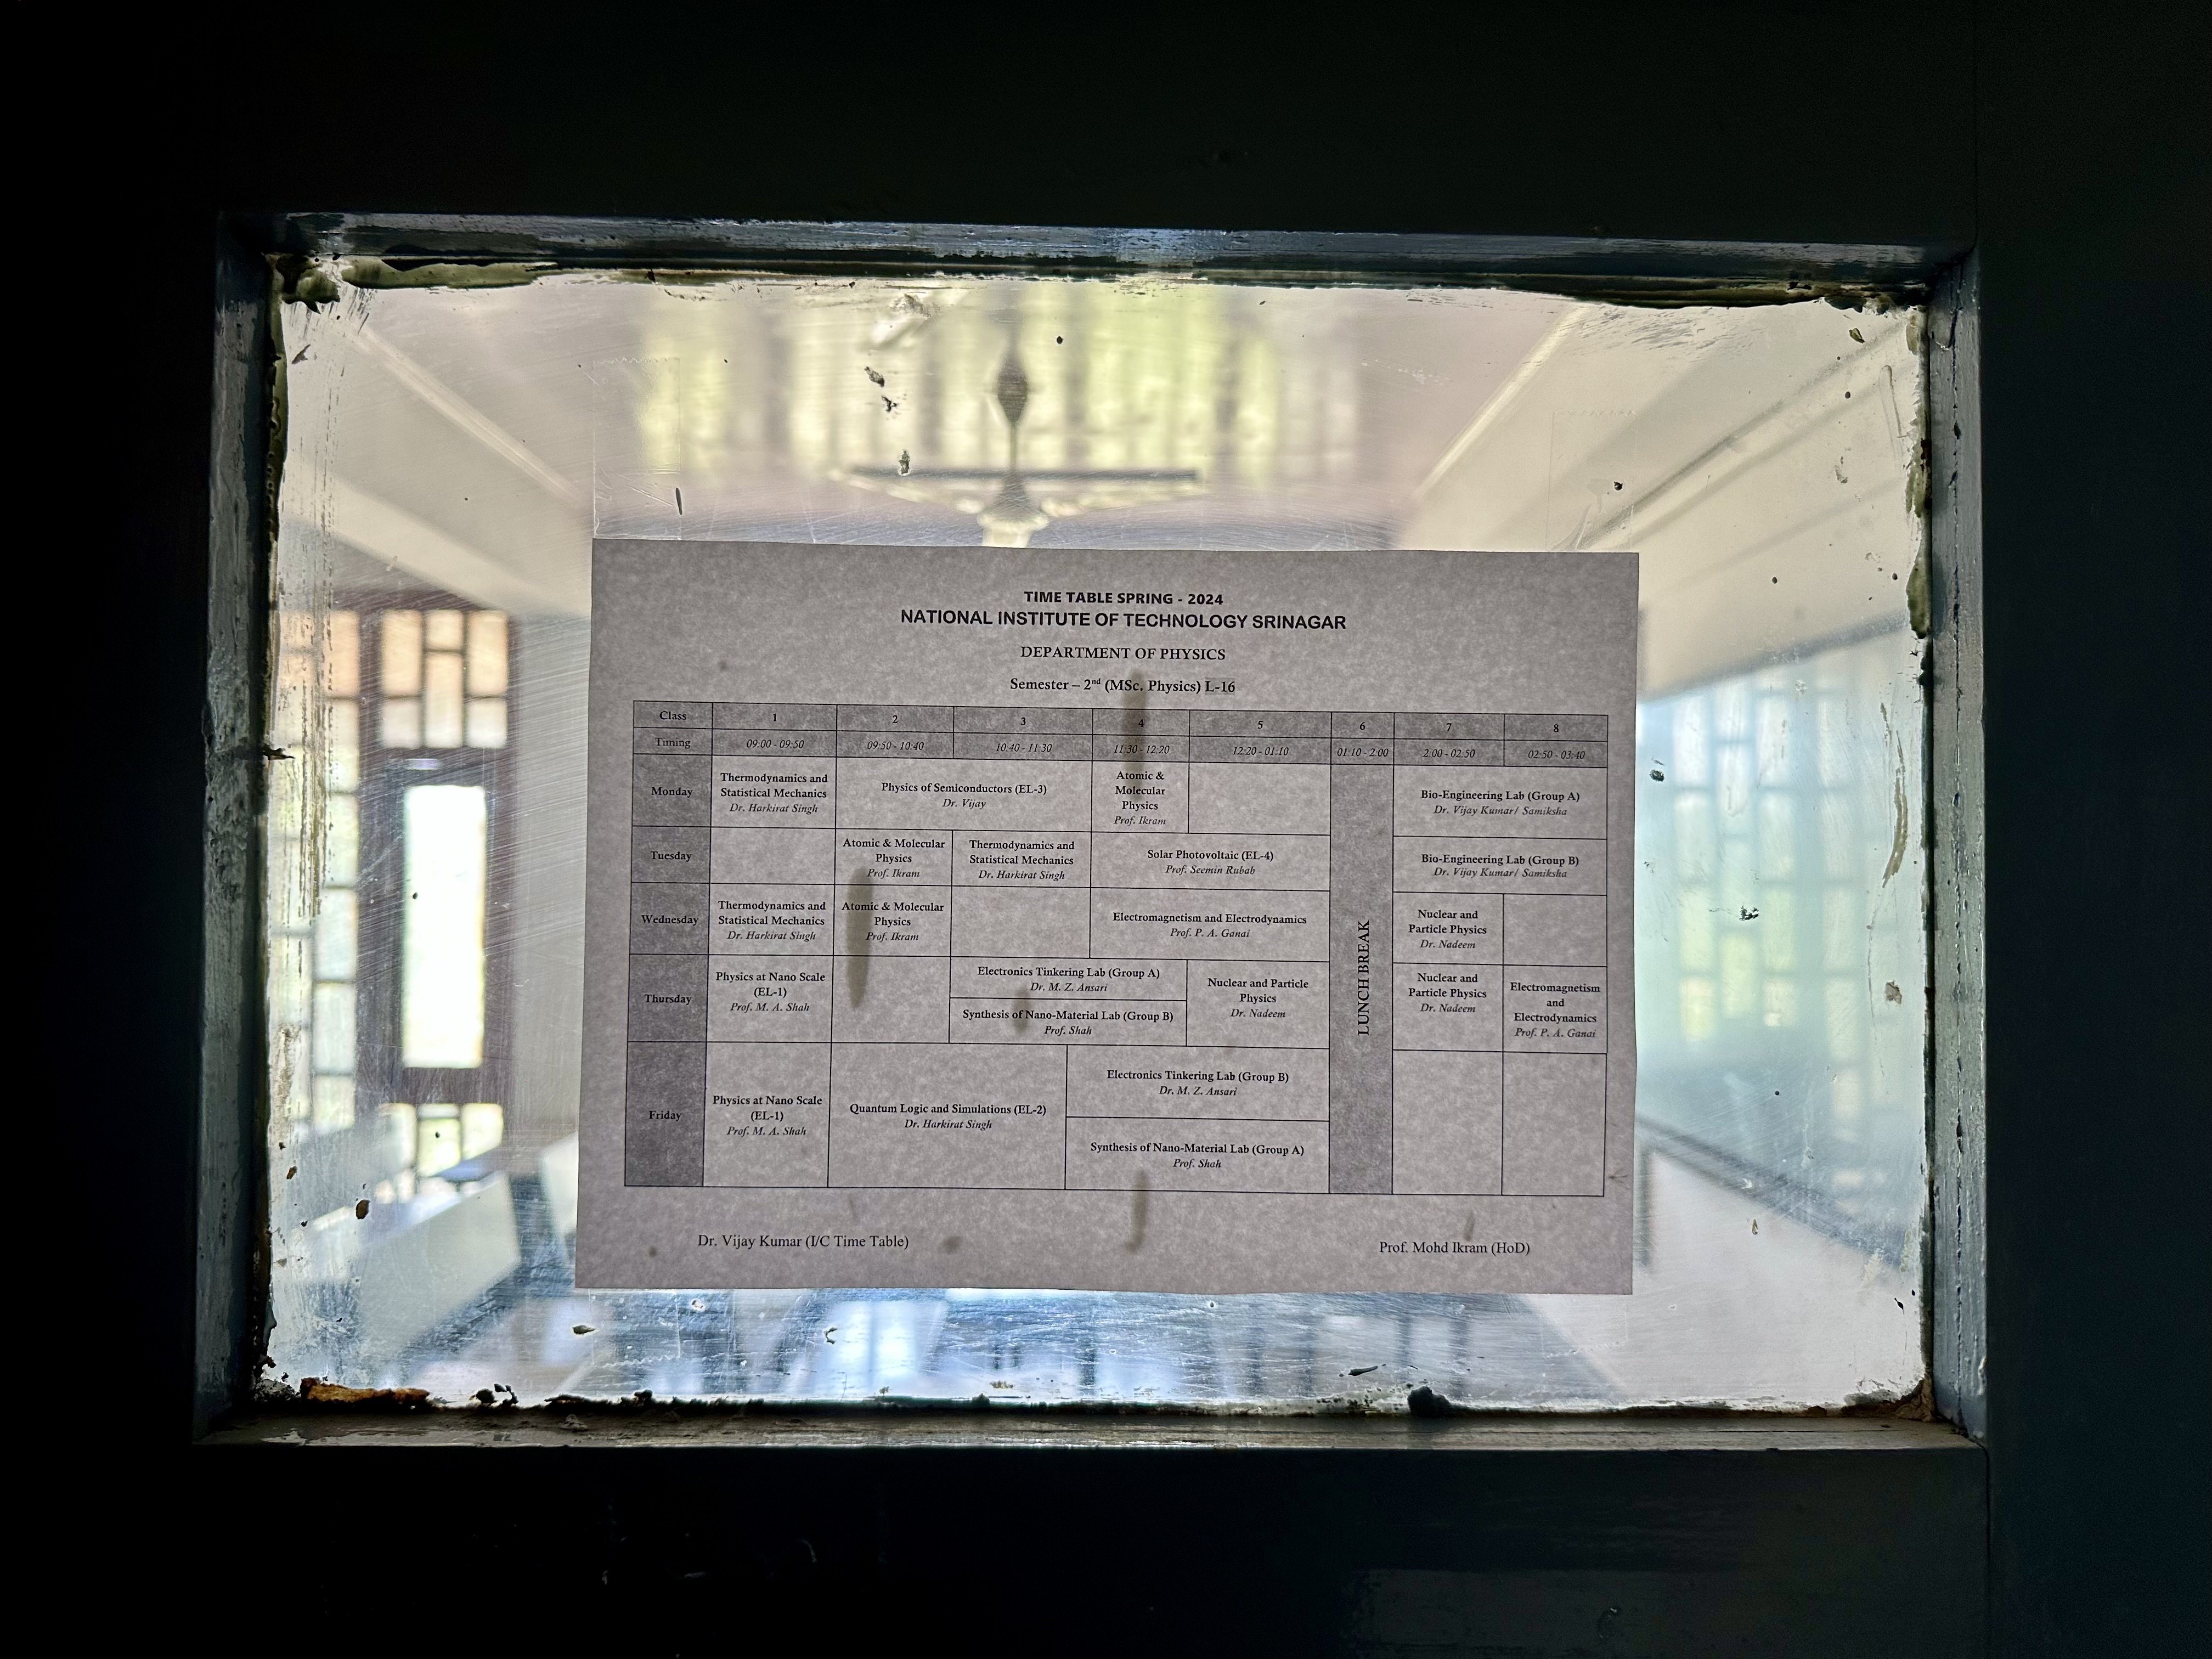 TIME TABLE SPRING - 2024
NATIONAL INSTITUTE OF TECHNOLOGY SRINAGAR
DEPARTMENT OF PHYSICS
Semester – 2nd (MSc. Physics) L-16
Class 1 2 3 4 5 6 7 8
Timing 09:00 - 09:50 09:50 - 10:40 10:40 - 11:30 11:30 - 12:20 12:20 - 01:10 01:10 - 2:00 2:00 - 02:50 02:50 - 03:40
Monday
Thermodynamics and
Statistical Mechanics
Dr. Harkirat Singh
Physics of Semiconductors (EL-3)
Dr. Vijay
Atomic &
Molecular
Physics
Prof. Ikram
Bio-Engineering Lab (Group A)
Dr. Vijay Kumar/ Samiksha
Tuesday
Atomic & Molecular
Physics
Prof. Ikram
Thermodynamics and
Statistical Mechanics
Dr. Harkirat Singh
Solar Photovoltaic (EL-4)
Prof. Seemin Rubab
Bio-Engineering Lab (Group B)
Dr. Vijay Kumar/ Samiksha
Wednesday
Thermodynamics and
Statistical Mechanics
Dr. Harkirat Singh
Atomic & Molecular
Physics
Prof. Ikram
Electromagnetism and Electrodynamics
Prof. P. A. Ganai
Nuclear and
Particle Physics
Dr. Nadeem
LUNCH BREAK
Thursday
Physics at Nano Scale
(EL-1)
Prof. M. A. Shah
Electronics Tinkering Lab (Group A)
Dr. M. Z. Ansari
Synthesis of Nano-Material Lab (Group B)
Prof. Shah
Nuclear and Particle
Physics
Dr. Nadeem
Nuclear and
Particle Physics
Dr. Nadeem
Electromagnetism
and
Electrodynamics
Prof. P. A. Ganai
Friday
Physics at Nano Scale
(EL-1)
Prof. M. A. Shah
Quantum Logic and Simulations (EL-2)
Dr. Harkirat Singh
Electronics Tinkering Lab (Group B)
Dr. M. Z. Ansari
Synthesis of Nano-Material Lab (Group A)
Prof. Shah
Dr. Vijay Kumar (I/C Time Table)
Prof. Mohd Ikram (HoD)